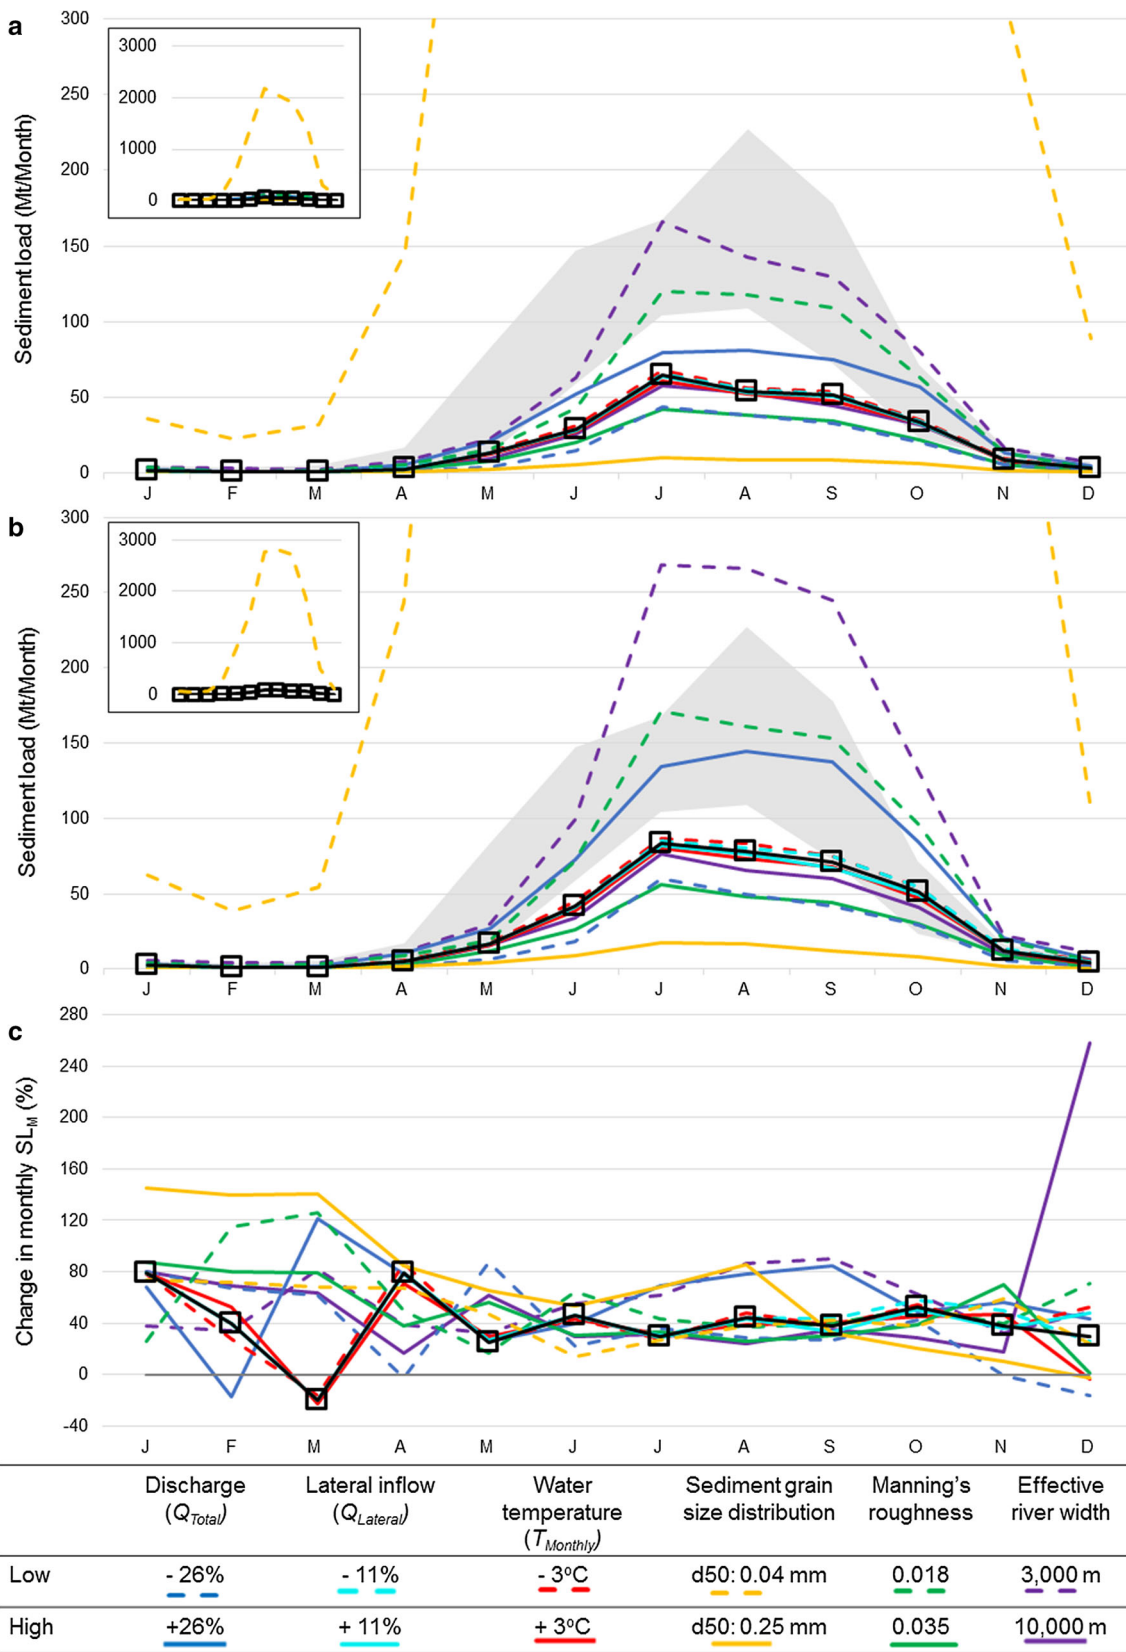 a
300
250
200
150
100
50
0
Sediment load (Mt/Month)
3000
2000
1000
0
J F M A M J J A S O N D
b
300
250
200
150
100
50
0
Sediment load (Mt/Month)
3000
2000
1000
0
J F M A M J J A S O N D
c
280
240
200
160
120
80
40
0
-40
Change in monthly SLM (%)
J F M A M J J A S O N D
Discharge (QTotal) Lateral inflow (QLateral) Water temperature (TMonthly) Sediment grain size distribution Manning's roughness Effective river width
Low - 26% - 11% - 3°C d50: 0.04 mm 0.018 3,000 m
High +26% + 11% + 3°C d50: 0.25 mm 0.035 10,000 m